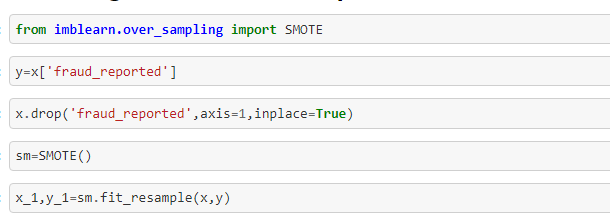 from imblearn.over_sampling import SMOTE
y=x['fraud_reported']
x.drop('fraud_reported',axis=1,inplace=True)
sm=SMOTE()
x_1,y_1=sm.fit_resample(x,y)